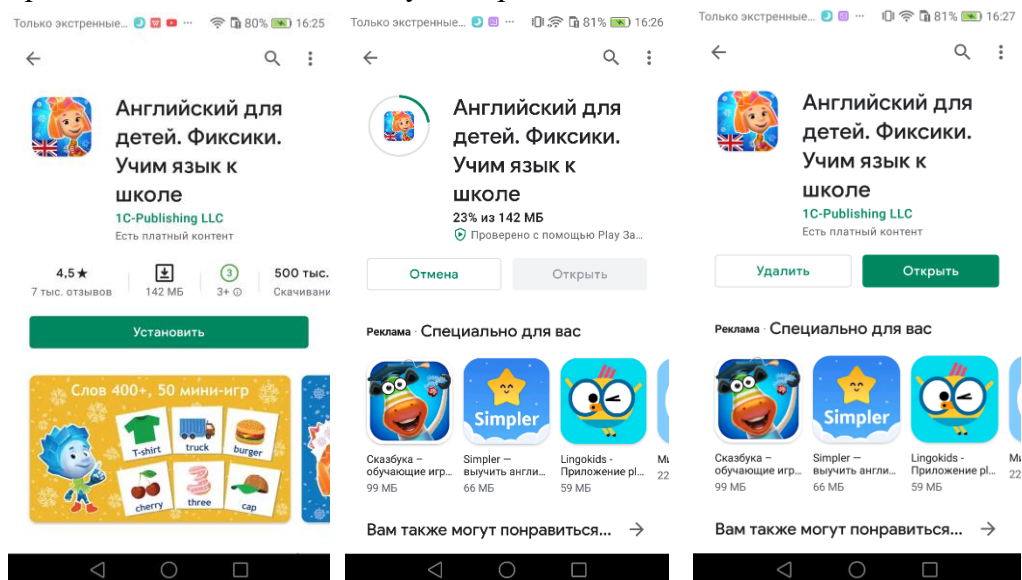 Только экстренные... 80% 16:25
Английский для
детей. Фиксики.
Учим язык к
школе
1C-Publishing LLC
Есть платный контент
4,5★ 3 500 тыс.
7 тыс. отзывов 142 МБ 3+ Скачивани
Установить
Слов 400+, 50 мини-игр
T-shirt truck burger
cherry three cap
Только экстренные... 81% 16:26
Английский для
детей. Фиксики.
Учим язык к
школе
23% из 142 МБ
Проверено с помощью Play За...
Отмена Открыть
Реклама · Специально для вас
Simpler
Сказбука – Simpler — Lingokids -
обучающие игр... выучить англи... Приложение pl...
99 МБ 66 МБ 59 МБ
Вам также могут понравиться... →
Только экстренные... 81% 16:27
Английский для
детей. Фиксики.
Учим язык к
школе
1C-Publishing LLC
Есть платный контент
Удалить Открыть
Реклама · Специально для вас
Simpler
Сказбука – Simpler — Lingokids -
обучающие игр... выучить англи... Приложение pl...
99 МБ 66 МБ 59 МБ 22
Вам также могут понравиться... →